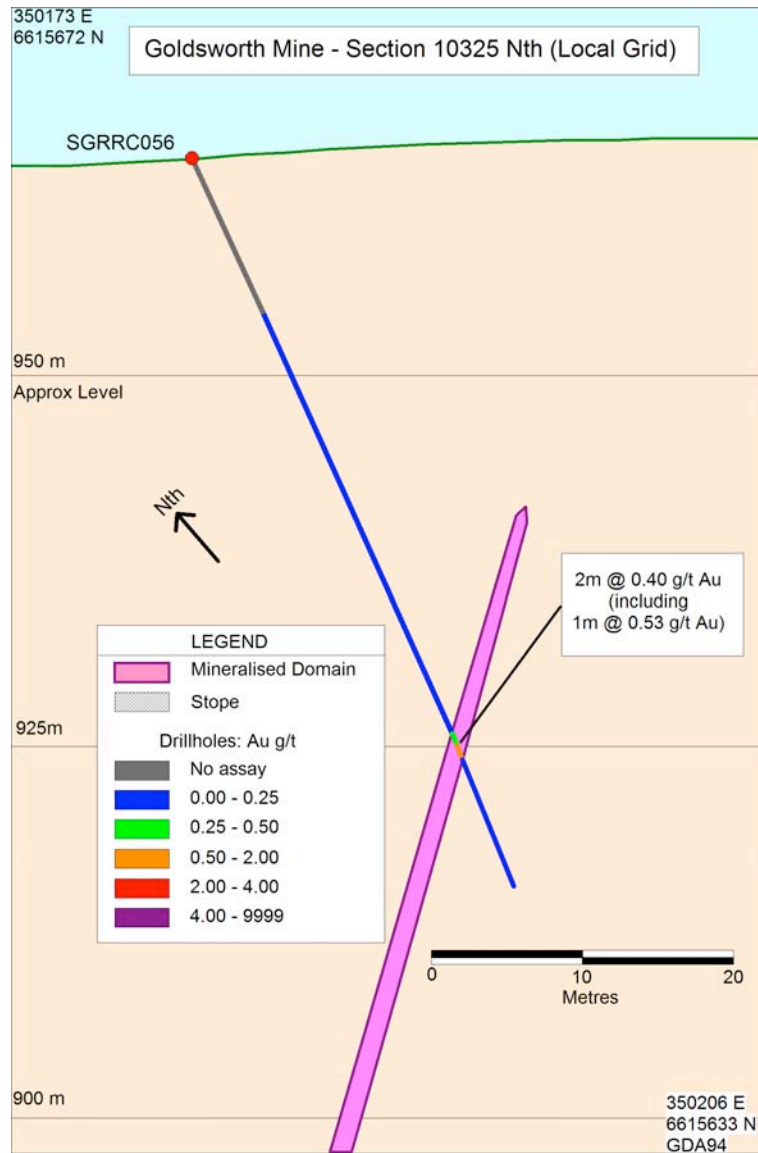 350173 E
6615672 N
Goldsworth Mine - Section 10325 Nth (Local Grid)
SGRRC056
950 m
Approx Level
Nth
2m @ 0.40 g/t Au
(including
1m @ 0.53 g/t Au)
LEGEND
Mineralised Domain
Stope
Drillholes: Au g/t
No assay
0.00 - 0.25
0.25 - 0.50
0.50 - 2.00
2.00 - 4.00
4.00 - 9999
925m
0 10 20
Metres
900 m
350206 E
6615633 N
GDA94